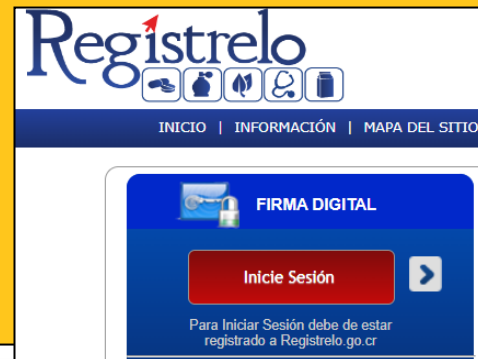 Regístrelo
INICIO | INFORMACIÓN | MAPA DEL SITIO
FIRMA DIGITAL
Inicie Sesión
Para Iniciar Sesión debe de estar
registrado a Registrelo.go.cr